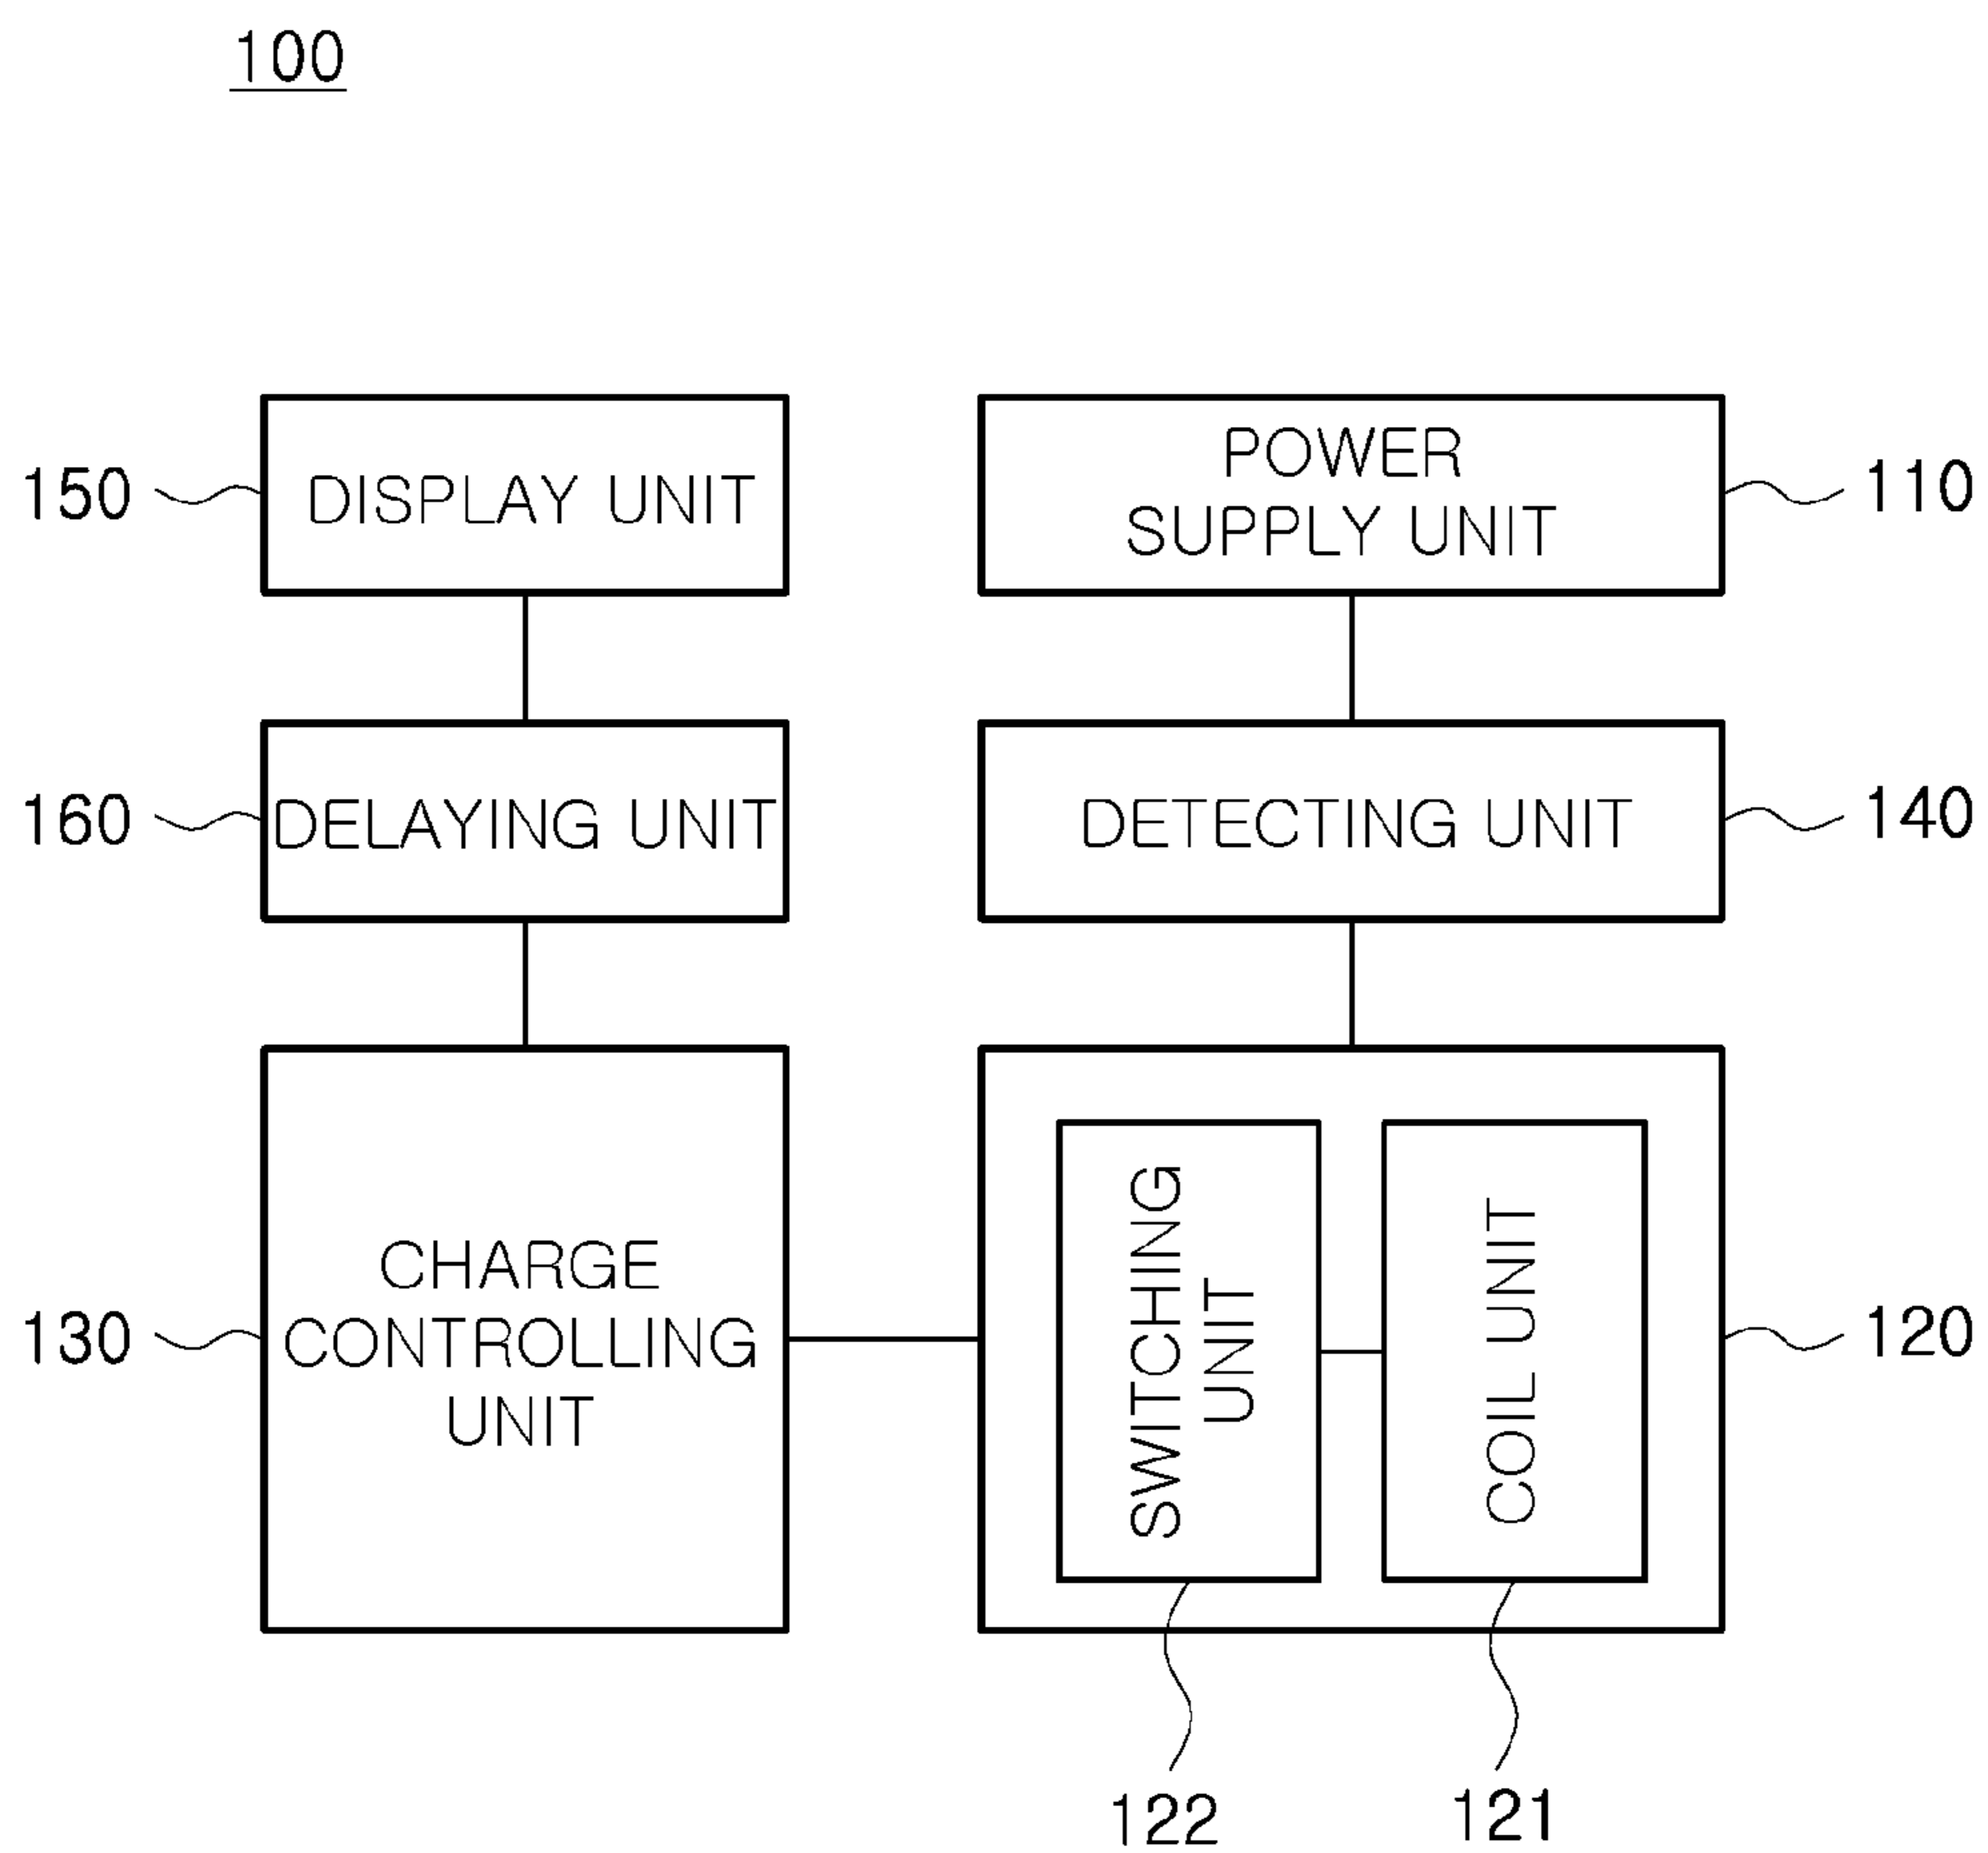 100
150
DISPLAY UNIT
POWER
SUPPLY UNIT
110
160
DELAYING UNIT
DETECTING UNIT
140
130
CHARGE
CONTROLLING
UNIT
SWITCHING
UNIT
COIL UNIT
120
122
121